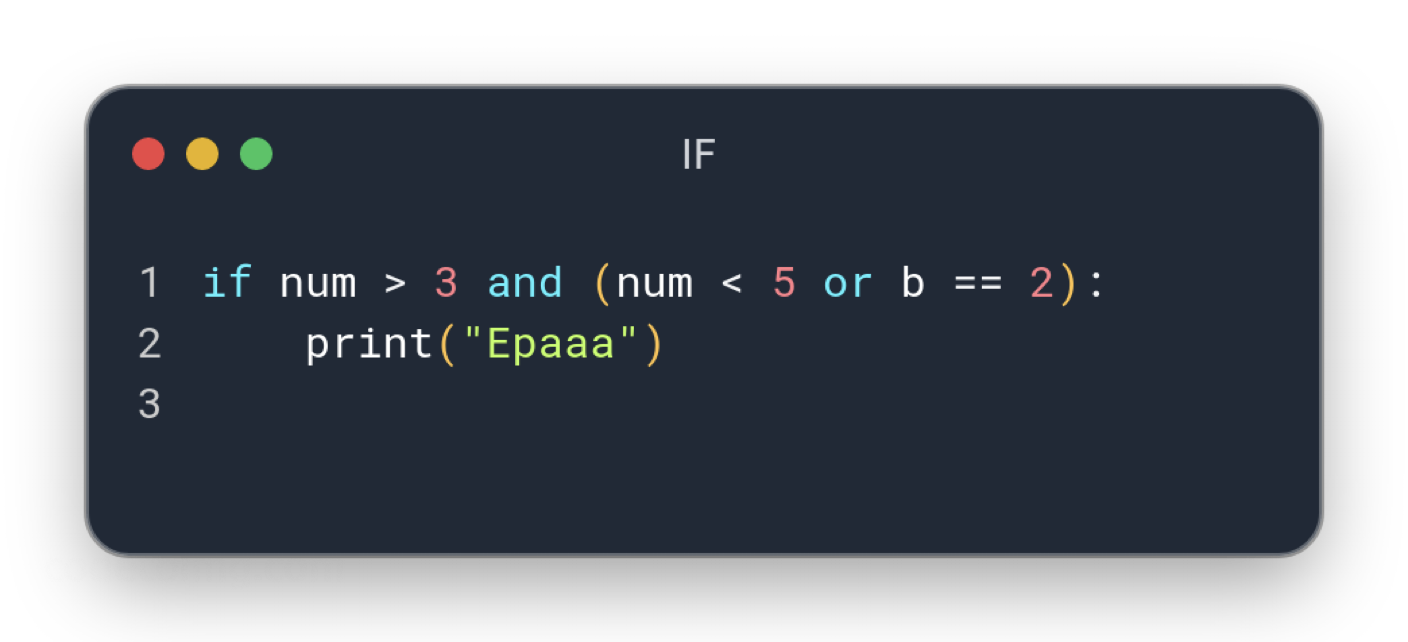 IF
1 if num > 3 and (num < 5 or b == 2):
2     print("Epaaa")
3